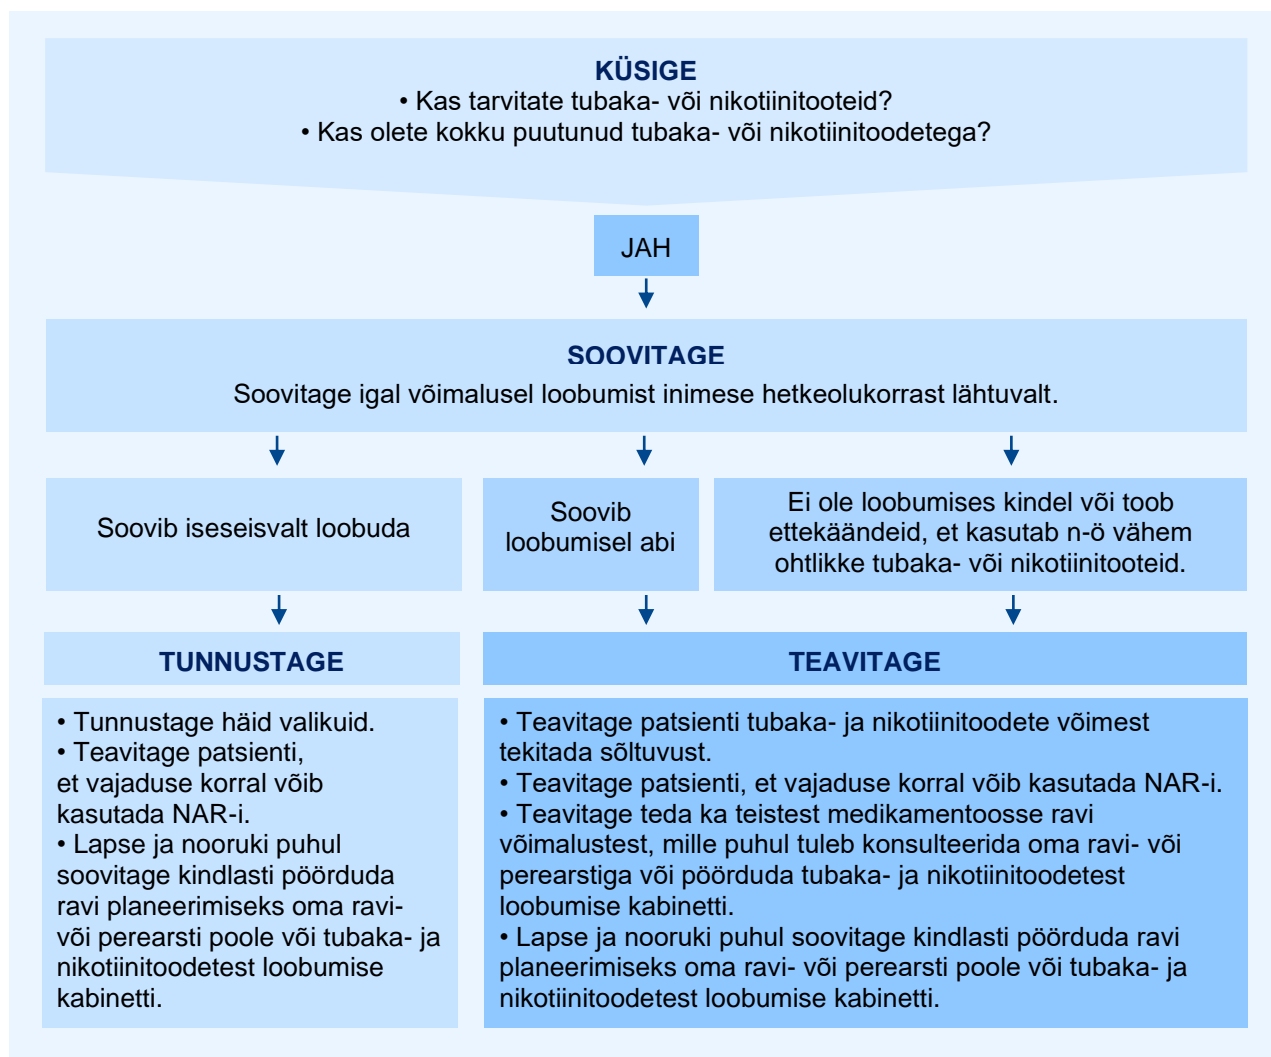 KÜSIGE
• Kas tarvitate tubaka- või nikotiinitooteid?
• Kas olete kokku puutunud tubaka- või nikotiinitoodetega?
JAH
SOOVITAGE
Soovitage igal võimalusel loobumist inimese hetkeolukorrast lähtuvalt.
Soovib iseseisvalt loobuda
Soovib
loobumisel abi
Ei ole loobumises kindel või toob
ettekäändeid, et kasutab n-ö vähem
ohtlikke tubaka- või nikotiinitooteid.
TUNNUSTAGE
• Tunnustage häid valikuid.
• Teavitage patsienti,
et vajaduse korral võib
kasutada NAR-i.
• Lapse ja nooruki puhul
soovitage kindlasti pöörduda
ravi planeerimiseks oma ravi-
või perearsti poole või tubaka- ja
nikotiinitoodetest loobumise
kabinetti.
TEAVITAGE
• Teavitage patsienti tubaka- ja nikotiinitoodete võimest
tekitada sõltuvust.
• Teavitage patsienti, et vajaduse korral võib kasutada NAR-i.
• Teavitage teda ka teistest medikamentoosse ravi
võimalustest, mille puhul tuleb konsulteerida oma ravi- või
perearstiga või pöörduda tubaka- ja nikotiinitoodetest
loobumise kabinetti.
• Lapse ja nooruki puhul soovitage kindlasti pöörduda ravi
planeerimiseks oma ravi- või perearsti poole või tubaka- ja
nikotiinitoodetest loobumise kabinetti.